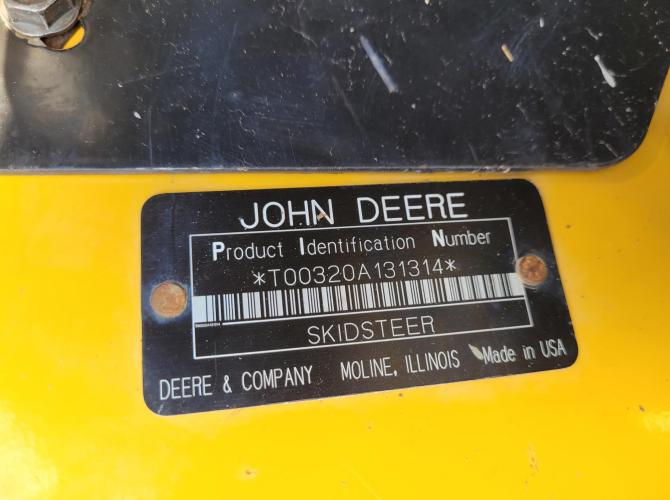 JOHN DEERE
Product Identification Number
*T00320A131314*
SKIDSTEER
DEERE & COMPANY MOLINE, ILLINOIS Made in USA